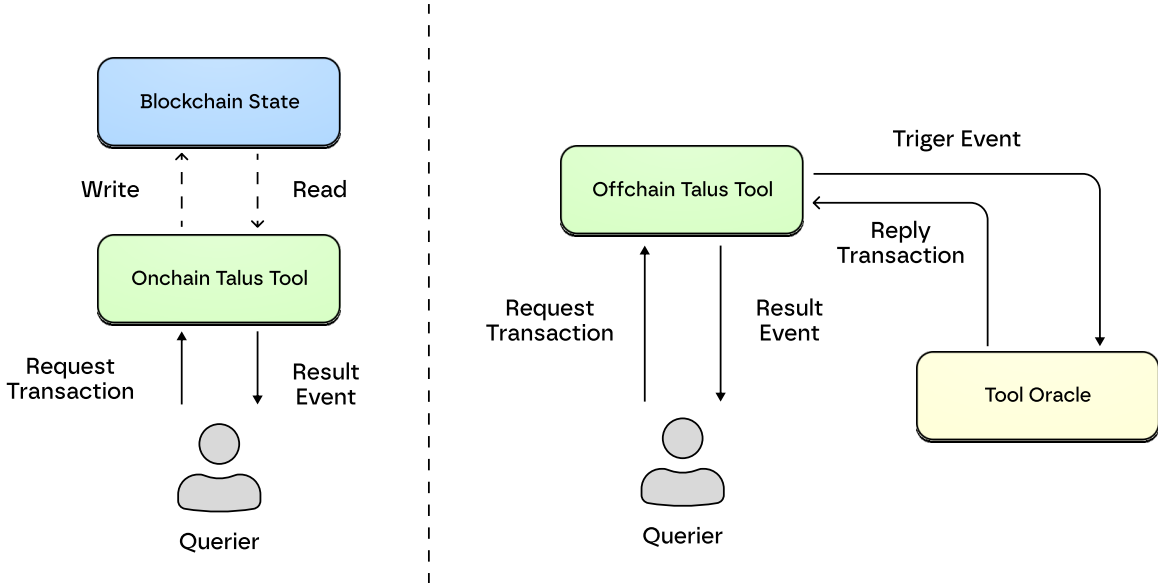 Blockchain State
Write
Read
Onchain Talus Tool
Request
Transaction
Result
Event
Querier
Triger Event
Offchain Talus Tool
Reply
Transaction
Request
Transaction
Result
Event
Tool Oracle
Querier